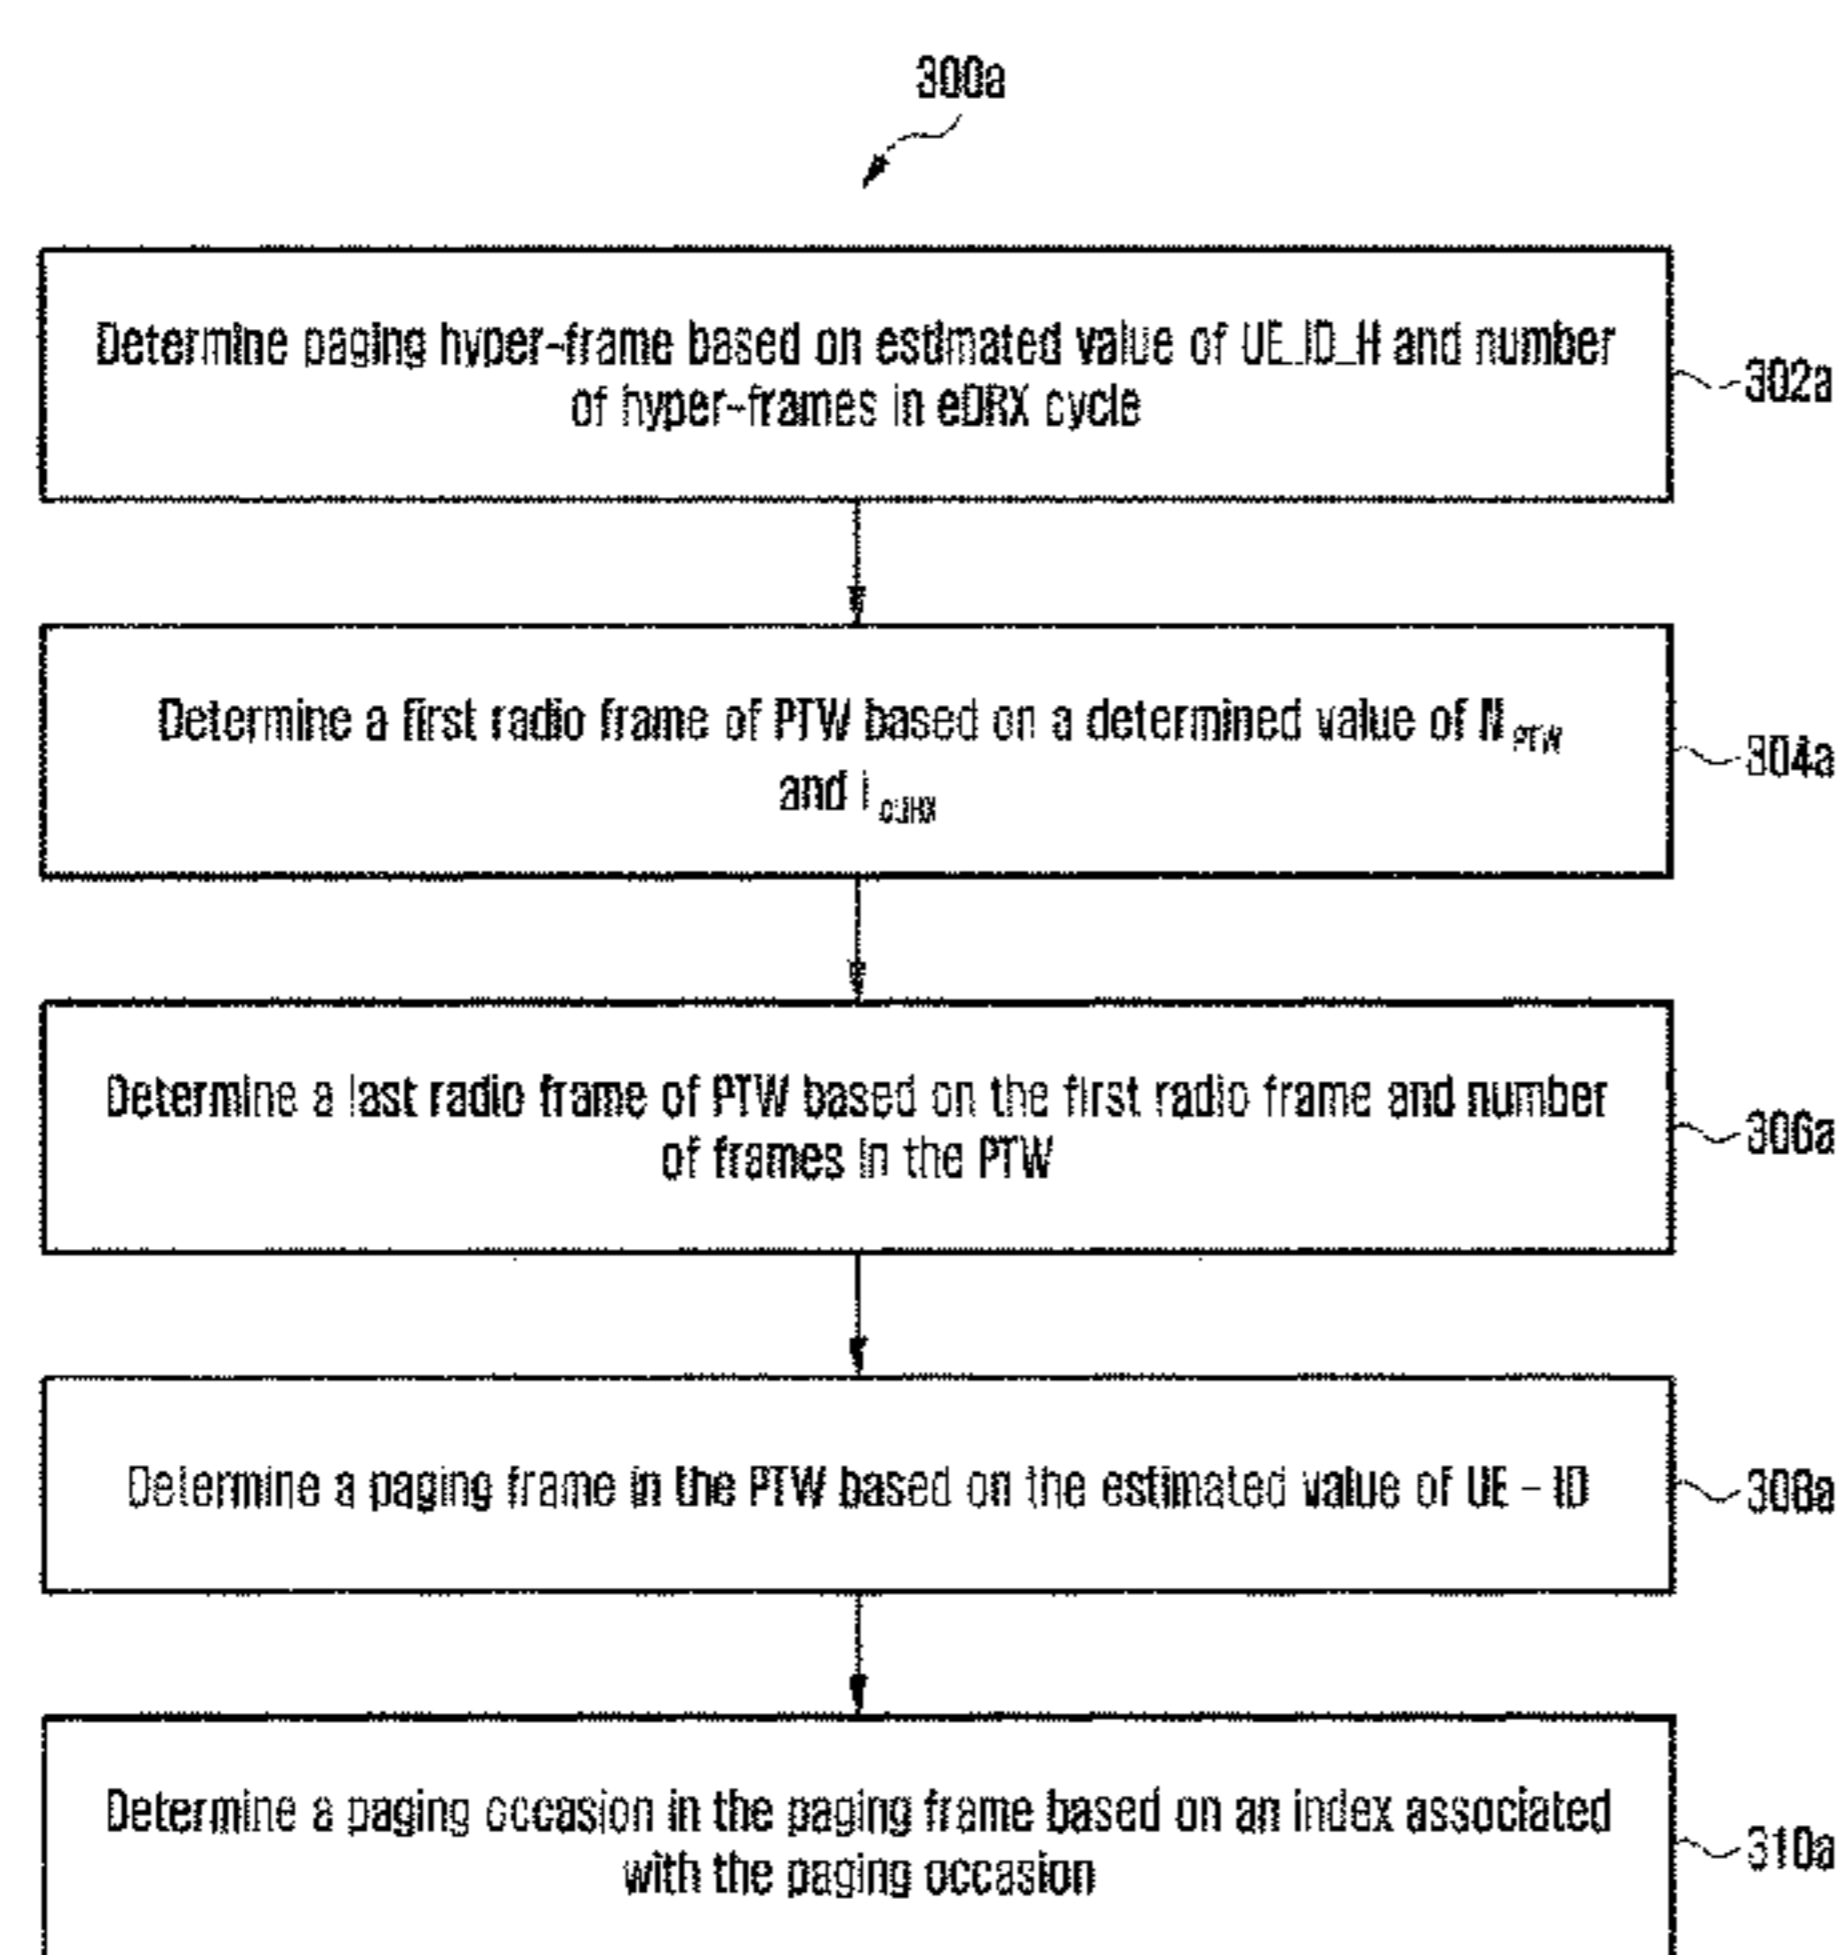 300a
Determine paging hyper-frame based on estimated value of UE_ID_H and number
of hyper-frames in eDRX cycle
302a
Determine a first radio frame of PTW based on a determined value of N PTW
and i eDRX
304a
Determine a last radio frame of PTW based on the first radio frame and number
of frames in the PTW
306a
Determine a paging frame in the PTW based on the estimated value of UE - ID
308a
Determine a paging occasion in the paging frame based on an index associated
with the paging occasion
310a